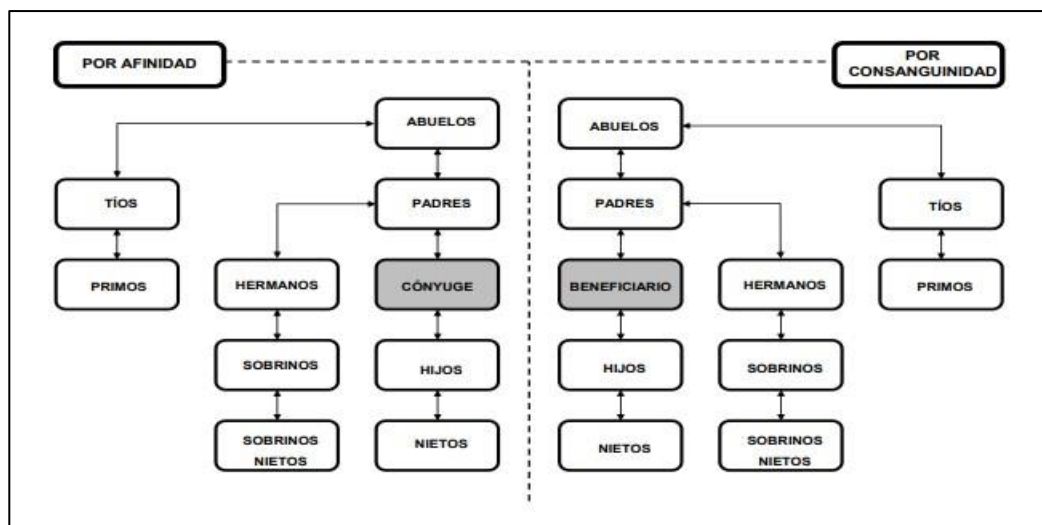 POR AFINIDAD
POR
CONSANGUINIDAD
ABUELOS
ABUELOS
TÍOS
PADRES
PADRES
TÍOS
PRIMOS
HERMANOS
CÓNYUGE
BENEFICIARIO
HERMANOS
PRIMOS
SOBRINOS
HIJOS
HIJOS
SOBRINOS
SOBRINOS
NIETOS
NIETOS
NIETOS
SOBRINOS
NIETOS